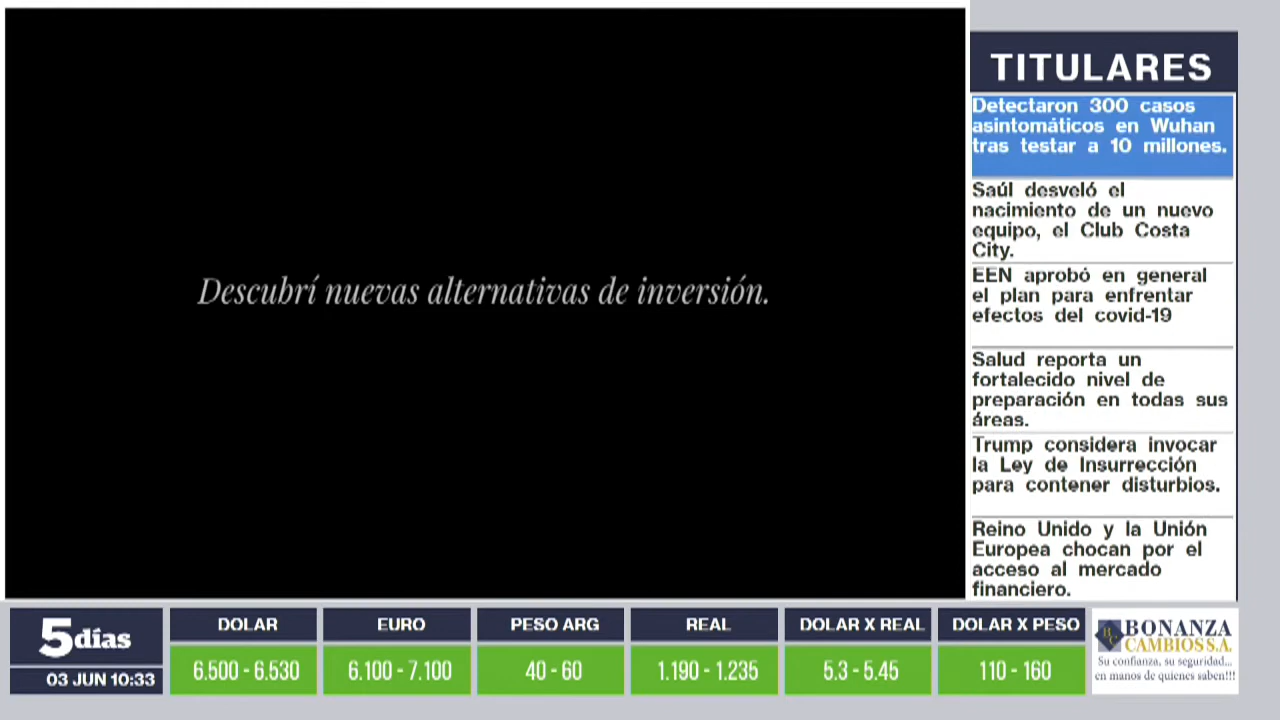 Descubrí nuevas alternativas de inversión.
TITULARES
Detectaron 300 casos
asintomáticos en Wuhan
tras testar a 10 millones.
Saúl desveló el
nacimiento de un nuevo
equipo, el Club Costa
City.
EEN aprobó en general
el plan para enfrentar
efectos del covid-19
Salud reporta un
fortalecido nivel de
preparación en todas sus
áreas.
Trump considera invocar
la Ley de Insurrección
para contener disturbios.
Reino Unido y la Unión
Europea chocan por el
acceso al mercado
financiero.
5días
03 JUN 10:33
DOLAR
6.500 - 6.530
EURO
6.100 - 7.100
PESO ARG
40 - 60
REAL
1.190 - 1.235
DOLAR X REAL
5.3 - 5.45
DOLAR X PESO
110 - 160
BONANZA
CAMBIOS S.A.
Su confianza, su seguridad...
en manos de quienes saben!!!